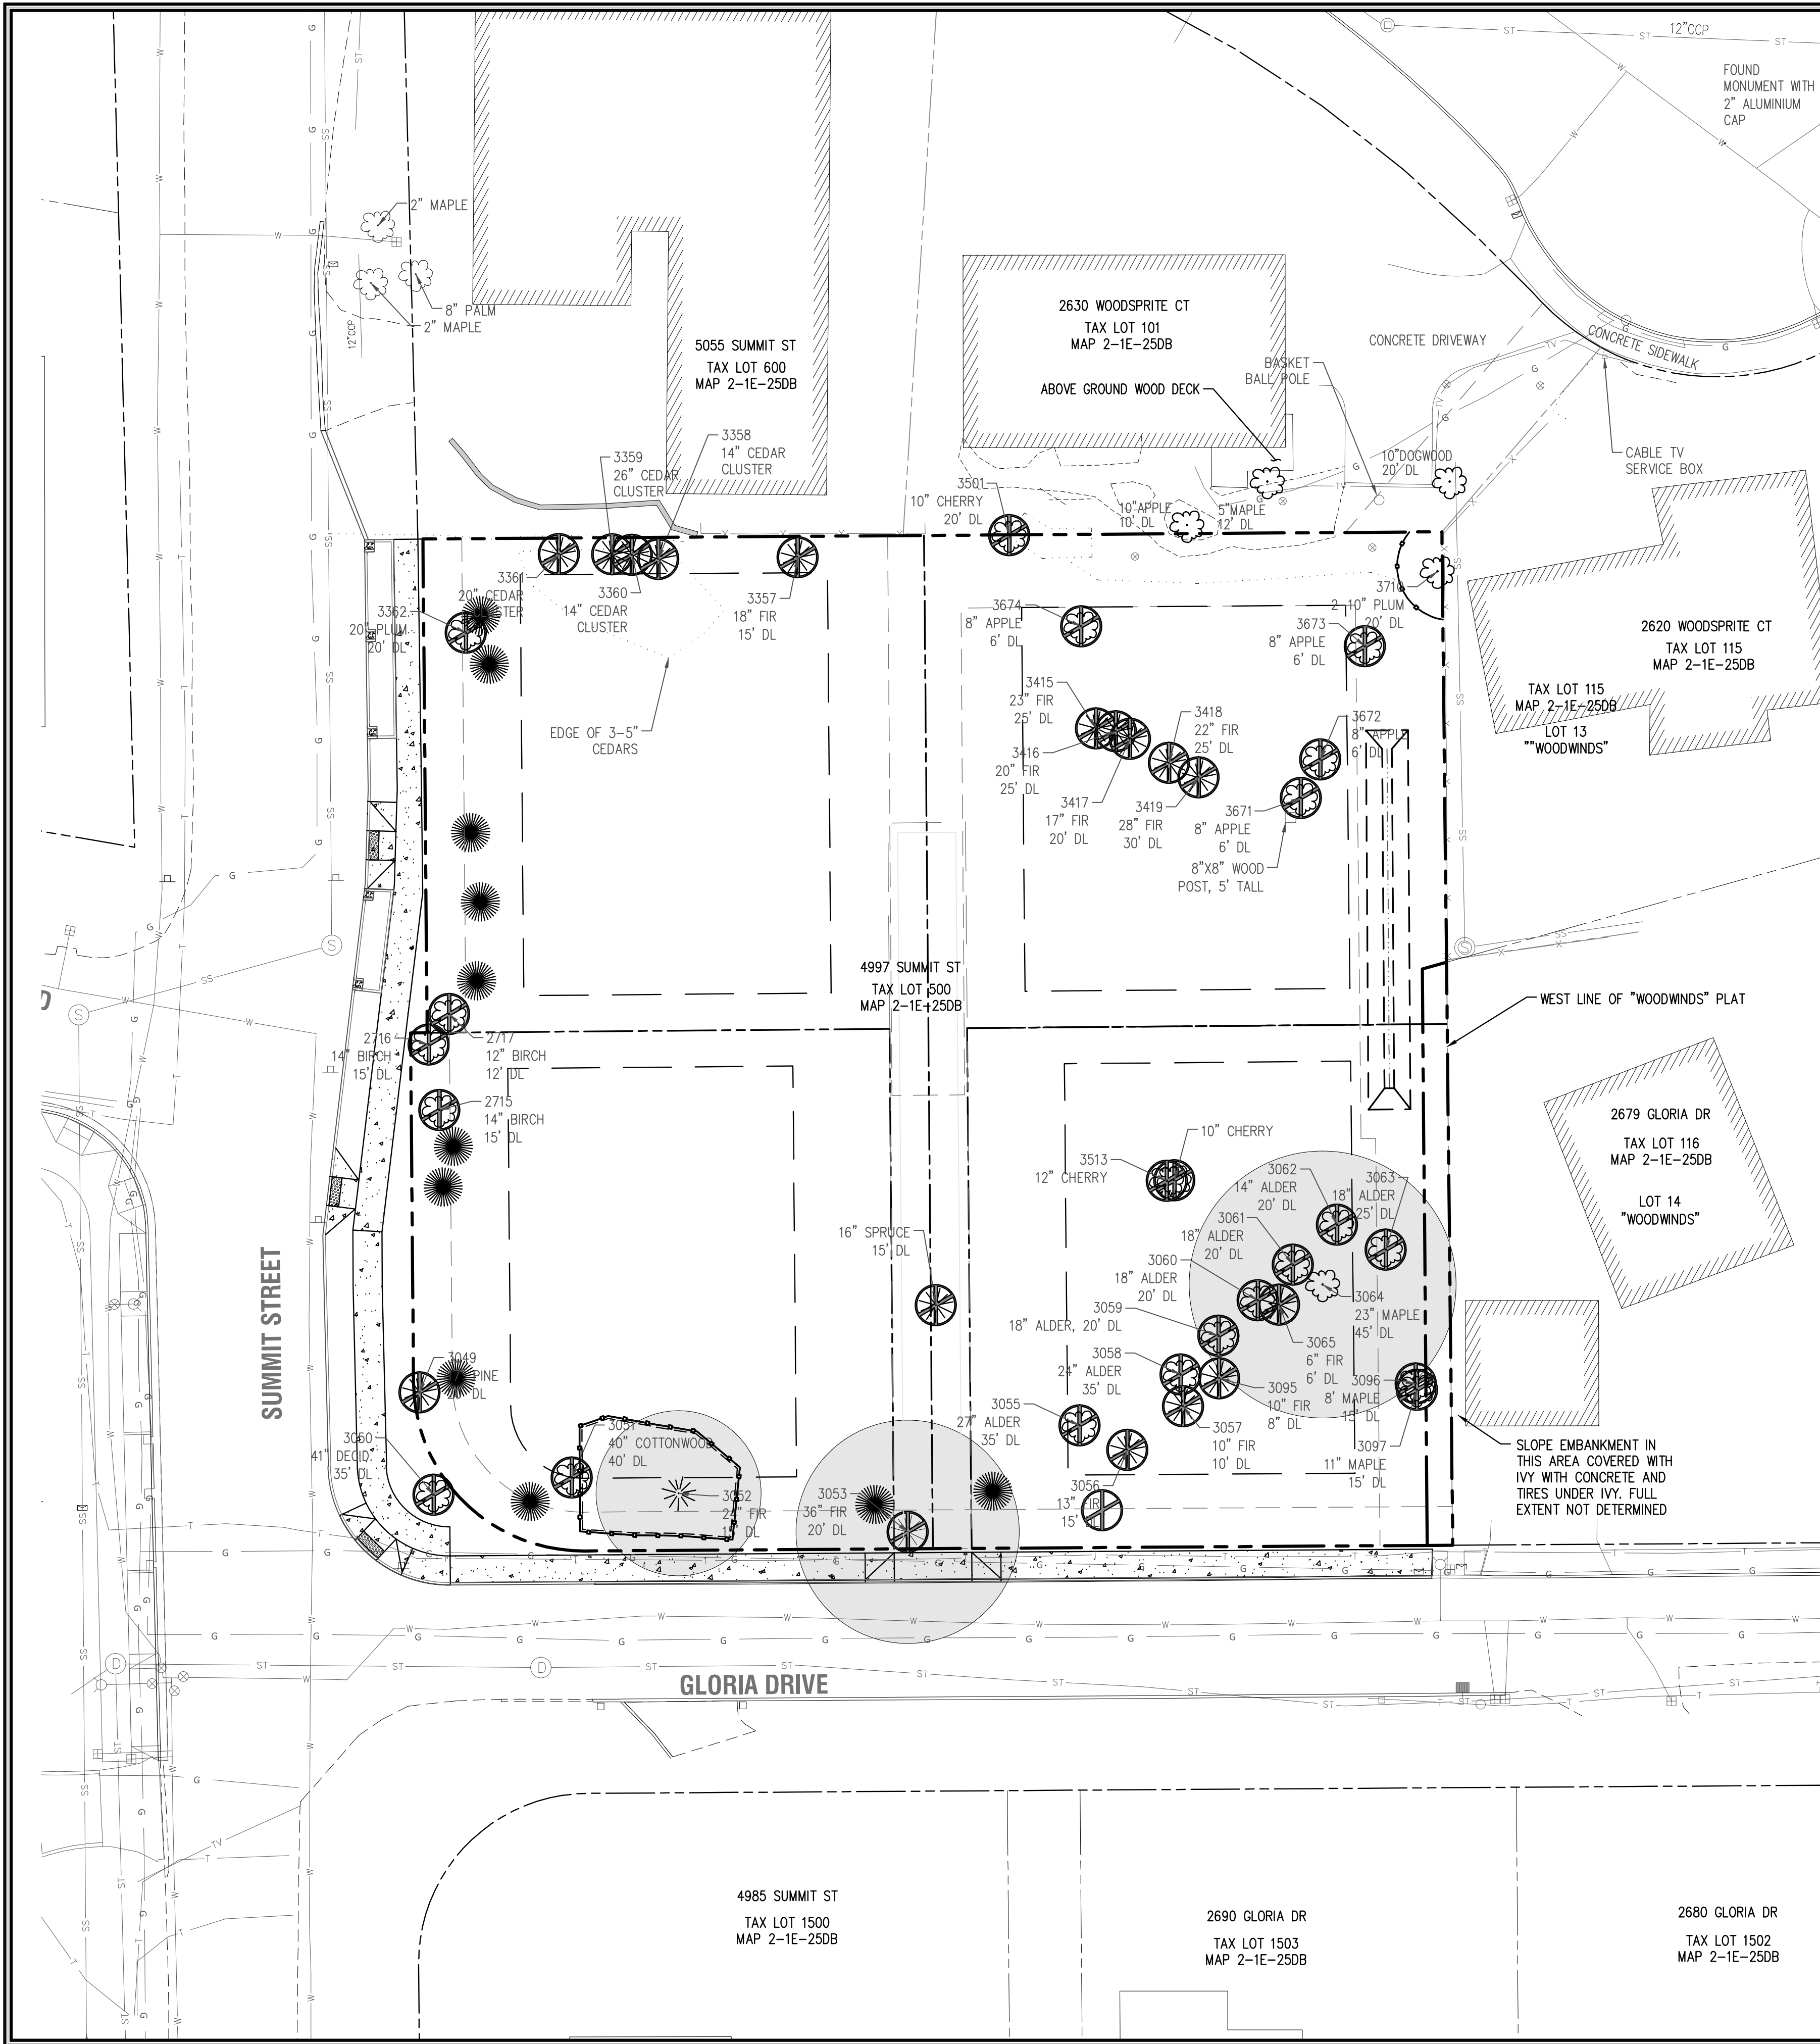 12"CCP
FOUND
MONUMENT WITH
2" ALUMINIUM
CAP
2" MAPLE
8" PALM
2" MAPLE
12"CCP
5055 SUMMIT ST
TAX LOT 600
MAP 2-1E-25DB
2630 WOODSPRITE CT
TAX LOT 101
MAP 2-1E-25DB
ABOVE GROUND WOOD DECK
BASKET
BALL POLE
CONCRETE DRIVEWAY
CONCRETE SIDEWALK
CABLE TV
SERVICE BOX
3358
14" CEDAR
CLUSTER
3359
26" CEDAR
CLUSTER
3501
10" CHERRY
20' DL
10"APPLE
10' DL
5"MAPLE
12' DL
10"DOGWOOD
20' DL
3361
20" CEDAR
CLUSTER
3362
20" PLUM
20' DL
3360
14" CEDAR
CLUSTER
3357
18" FIR
15' DL
EDGE OF 3-5"
CEDARS
3674
8" APPLE
6' DL
3710
2-10" PLUM
20' DL
3673
8" APPLE
6' DL
2620 WOODSPRITE CT
TAX LOT 115
MAP 2-1E-25DB
TAX LOT 115
MAP 2-1E-25DB
LOT 13
""WOODWINDS"
3415
23" FIR
25' DL
3416
20" FIR
25' DL
3417
17" FIR
20' DL
3418
22" FIR
25' DL
3419
28" FIR
30' DL
3672
8" APPLE
6' DL
3671
8" APPLE
6' DL
8"X8" WOOD
POST, 5' TALL
4997 SUMMIT ST
TAX LOT 500
MAP 2-1E-25DB
WEST LINE OF "WOODWINDS" PLAT
2716
14" BIRCH
15' DL
2717
12" BIRCH
12' DL
2715
14" BIRCH
15' DL
2679 GLORIA DR
TAX LOT 116
MAP 2-1E-25DB
LOT 14
"WOODWINDS"
10" CHERRY
3513
12" CHERRY
3062
14" ALDER
20' DL
3063
18" ALDER
25' DL
3061
18" ALDER
20' DL
3060
18" ALDER
20' DL
3059
18" ALDER, 20' DL
3064
23" MAPLE
45' DL
3065
6" FIR
6' DL
3058
24" ALDER
35' DL
3095
10" FIR
8" DL
3096
8' MAPLE
15' DL
3097
11" MAPLE
15' DL
3055
27" ALDER
35' DL
3057
10" FIR
10' DL
3056
13" FIR
15' DL
16" SPRUCE
15' DL
SUMMIT STREET
3049
PINE
DL
3050
41" DECID.
35' DL
3051
40" COTTONWOOD
40' DL
3052
24" FIR
DL
3053
36" FIR
20' DL
SLOPE EMBANKMENT IN
THIS AREA COVERED WITH
IVY WITH CONCRETE AND
TIRES UNDER IVY. FULL
EXTENT NOT DETERMINED
GLORIA DRIVE
4985 SUMMIT ST
TAX LOT 1500
MAP 2-1E-25DB
2690 GLORIA DR
TAX LOT 1503
MAP 2-1E-25DB
2680 GLORIA DR
TAX LOT 1502
MAP 2-1E-25DB